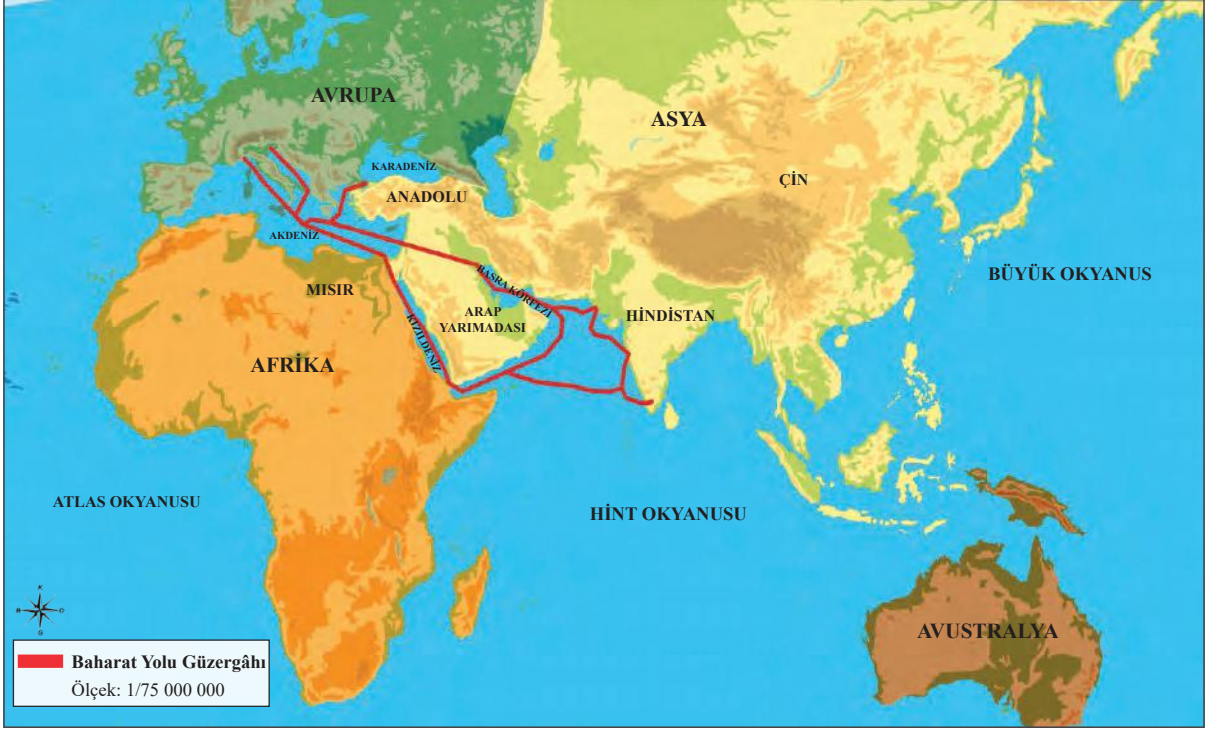 AVRUPA
ASYA
KARADENİZ
ÇİN
ANADOLU
AKDENİZ
BÜYÜK OKYANUS
BASRA KÖRFEZİ
MISIR
ARAP
YARIMADASI
HİNDİSTAN
KIZILDENİZ
AFRİKA
ATLAS OKYANUSU
HİNT OKYANUSU
K
B
D
G
AVUSTRALYA
Baharat Yolu Güzergâhı
Ölçek: 1/75 000 000